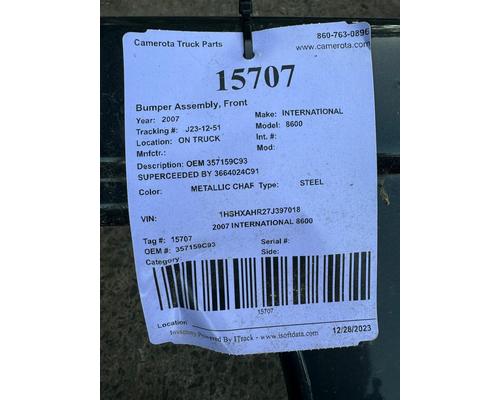 Camerota Truck Parts 860-763-0896
www.camerota.com
15707
Bumper Assembly, Front
Year: 2007 Make: INTERNATIONAL
Tracking #: J23-12-51 Model: 8600
Location: ON TRUCK Int. #:
Mnfctr.: Mod:
Description: OEM 357159C93
SUPERCEEDED BY 3664024C91
Color: METALLIC CHAR Type: STEEL
VIN: 1HSHXAHR27J397018
2007 INTERNATIONAL 8600
Tag #: 15707 Serial #:
OEM #: 357159C93 Side:
Category:
15707
Location
Inventory Powered By ITrack - www.isoftdata.com 12/28/2023